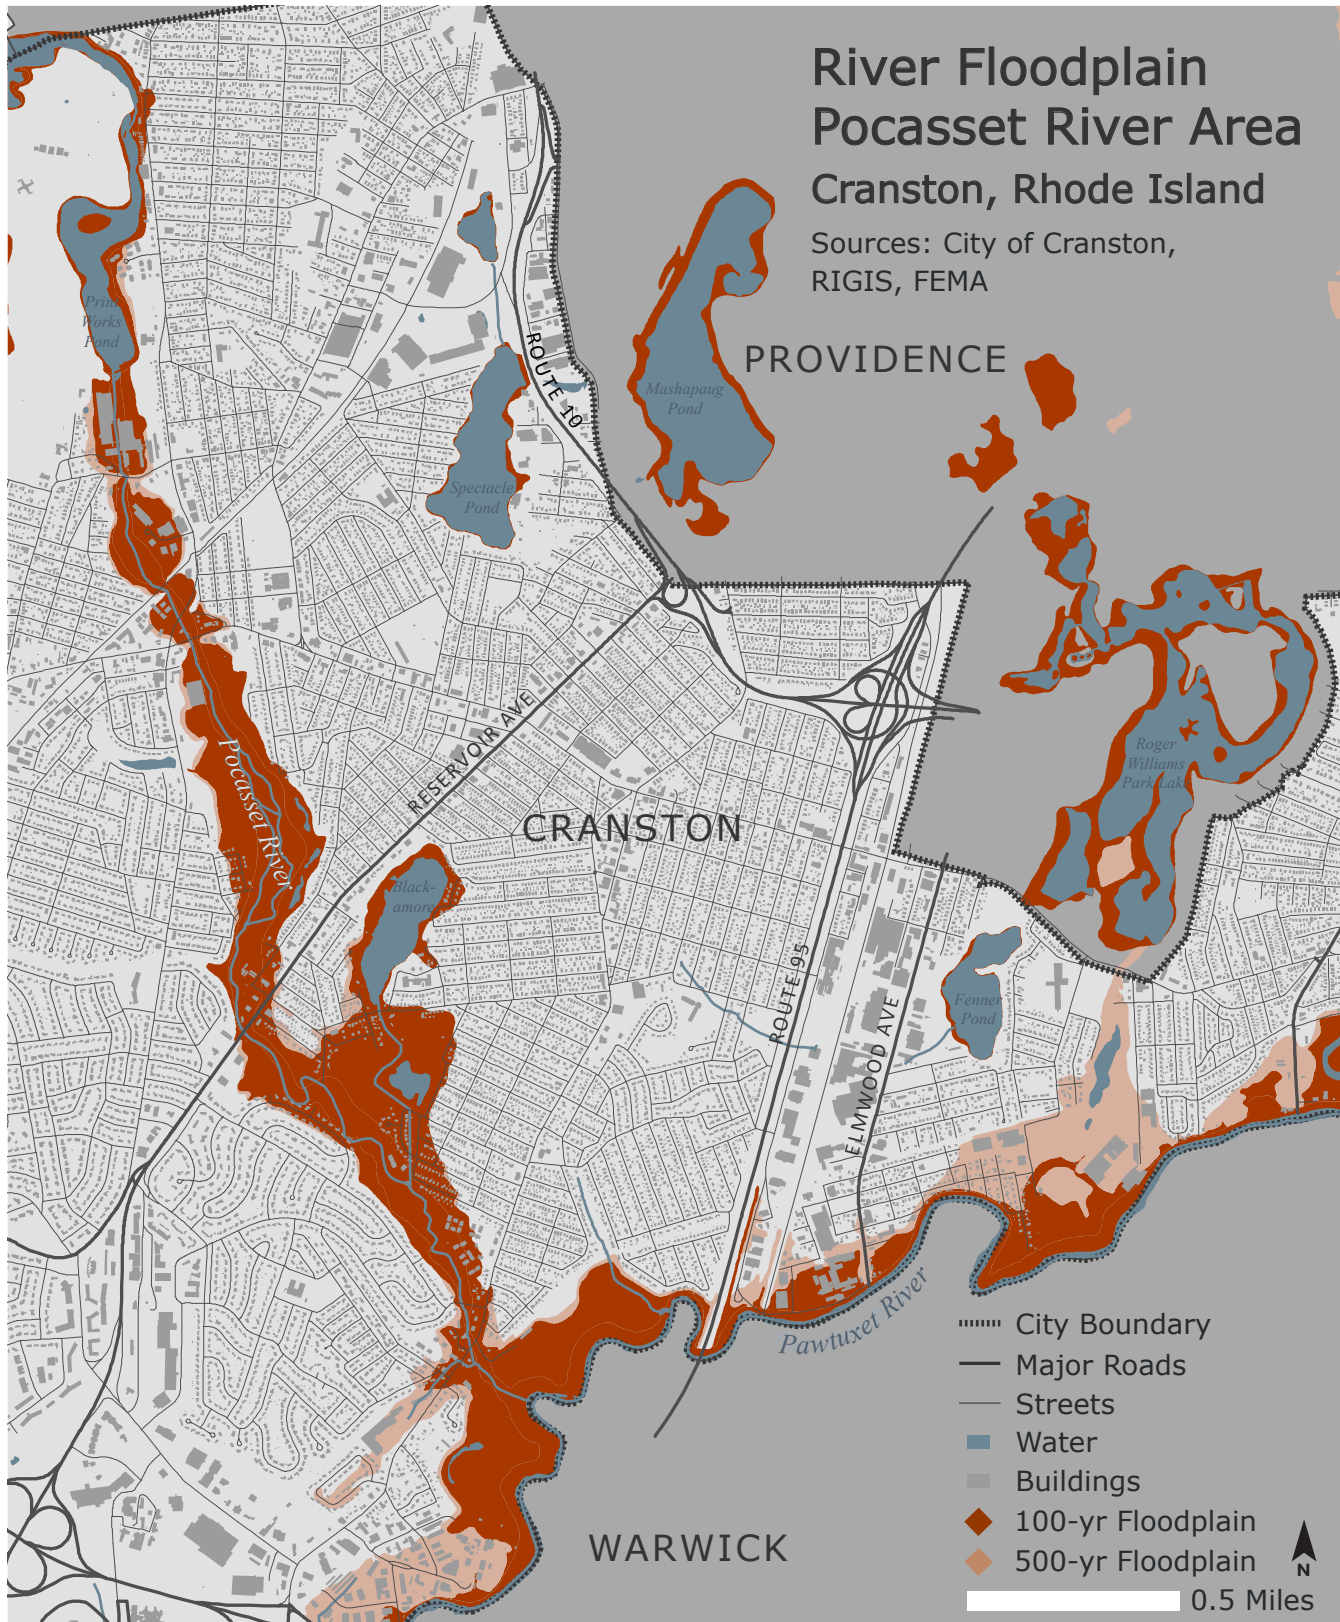 River Floodplain
Pocasset River Area
Cranston, Rhode Island
Sources: City of Cranston,
RIGIS, FEMA
Print
Works
Pond
ROUTE 10
PROVIDENCE
Mashapaug
Pond
Spectacle
Pond
RESERVOIR AVE
Pocasset River
Roger
Williams
Park Lake
CRANSTON
Black-
amore
ROUTE 95
ELMWOOD AVE
Fenner
Pond
Pawtuxet River
WARWICK
City Boundary
Major Roads
Streets
Water
Buildings
100-yr Floodplain
500-yr Floodplain
N
0.5 Miles